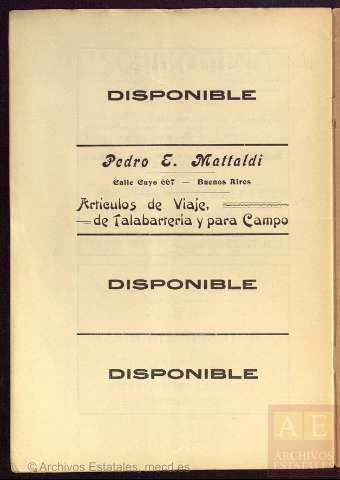 DISPONIBLE
Pedro E. Mattaldi
Calle Cuyo 667 — Buenos Aires
Artículos de Viaje,
de Talabartería y para Campo
DISPONIBLE
DISPONIBLE
AE
ARCHIVOS
ESTATALES
© Archivos Estatales, mecd.es